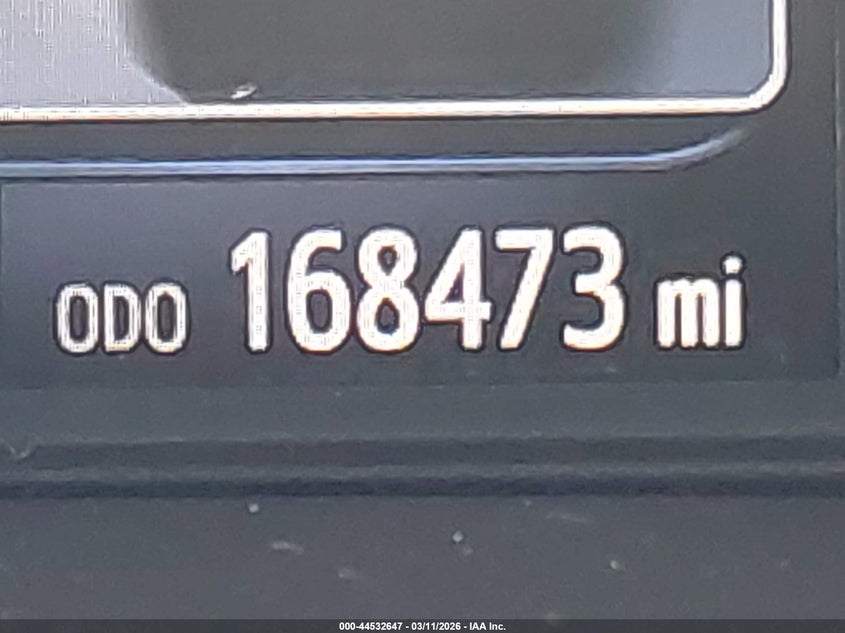 ODO 168473 mi
000-44532647 - 03/11/2026 - IAA Inc.